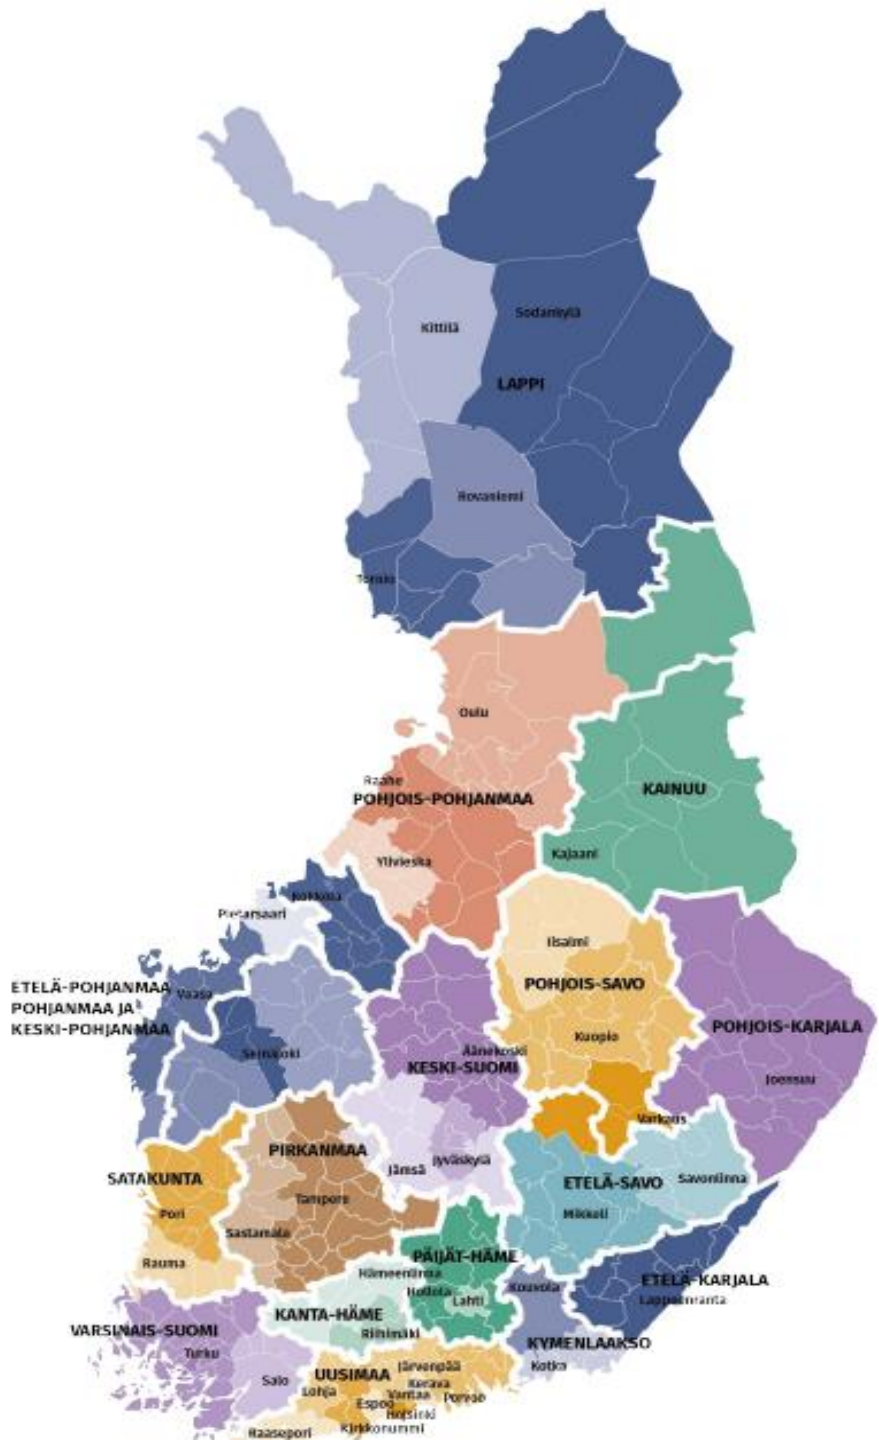 Kittilä
Sodankylä
LAPPI
Rovaniemi
Tornio
Oulu
Raahe
POHJOIS-POHJANMAA
KAINUU
Ylivieska
Kajaani
Kokkola
Pietarsaari
Iisalmi
ETELÄ-POHJANMAA
POHJANMAA JA
KESKI-POHJANMAA
Vaasa
POHJOIS-SAVO
POHJOIS-KARJALA
Kuopio
Seinäjoki
Äänekoski
KESKI-SUOMI
Joensuu
Varkaus
PIRKANMAA
Jämsä
Jyväskylä
SATAKUNTA
ETELÄ-SAVO
Savonlinna
Tampere
Pori
Mikkeli
Sastamala
Rauma
PÄIJÄT-HÄME
Hämeenlinna
Hollola
Lahti
Kouvola
ETELÄ-KARJALA
Lappeenranta
KANTA-HÄME
Riihimäki
VARSINAIS-SUOMI
Turku
KYMENLAAKSO
Kotka
Salo
UUSIMAA
Järvenpää
Kerava
Lohja
Vantaa
Porvoo
Espoo
Helsinki
Kirkkonummi
Raasepori